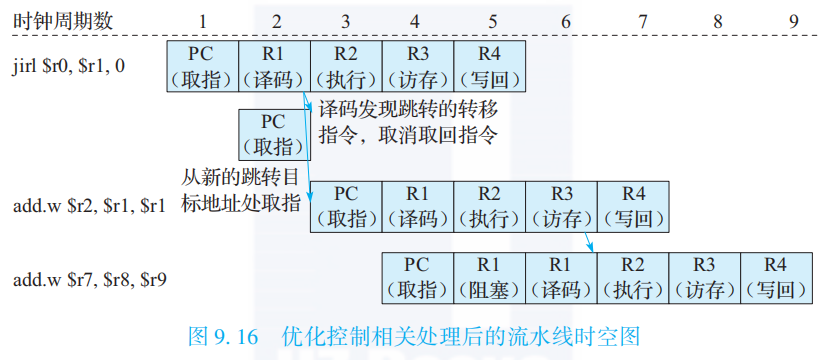 时钟周期数 1 2 3 4 5 6 7 8 9
jirl $r0, $r1, 0
PC R1 R2 R3 R4
(取指) (译码) (执行) (访存) (写回)
PC
(取指)
译码发现跳转的转移
指令，取消取回指令
从新的跳转目
标地址处取指
add.w $r2, $r1, $r1
PC R1 R2 R3 R4
(取指) (译码) (执行) (访存) (写回)
add.w $r7, $r8, $r9
PC R1 R1 R2 R3 R4
(取指) (阻塞) (译码) (执行) (访存) (写回)
图 9.16 优化控制相关处理后的流水线时空图